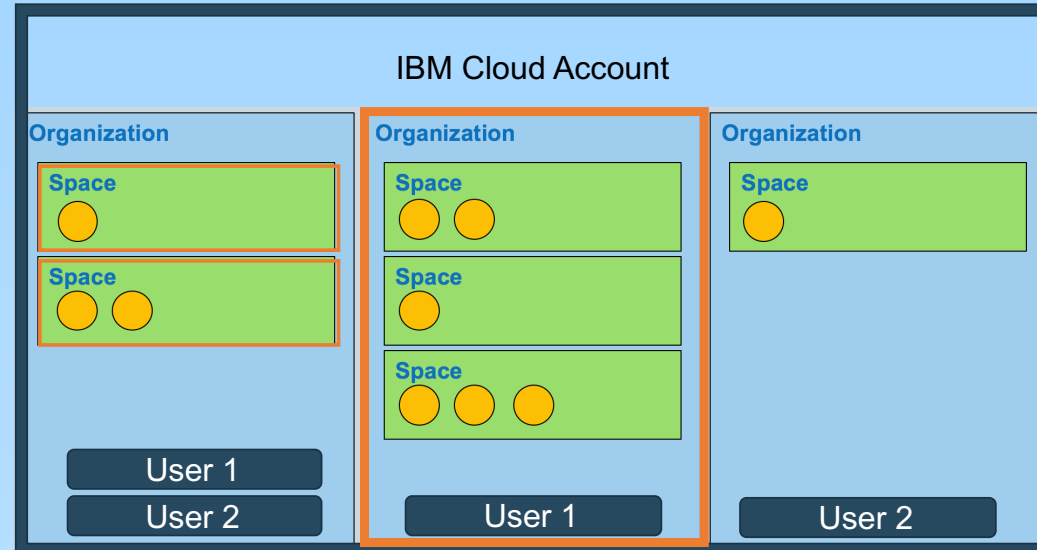 IBM Cloud Account
Organization
Space
Space
User 1
User 2
Organization
Space
Space
Space
User 1
Organization
Space
User 2